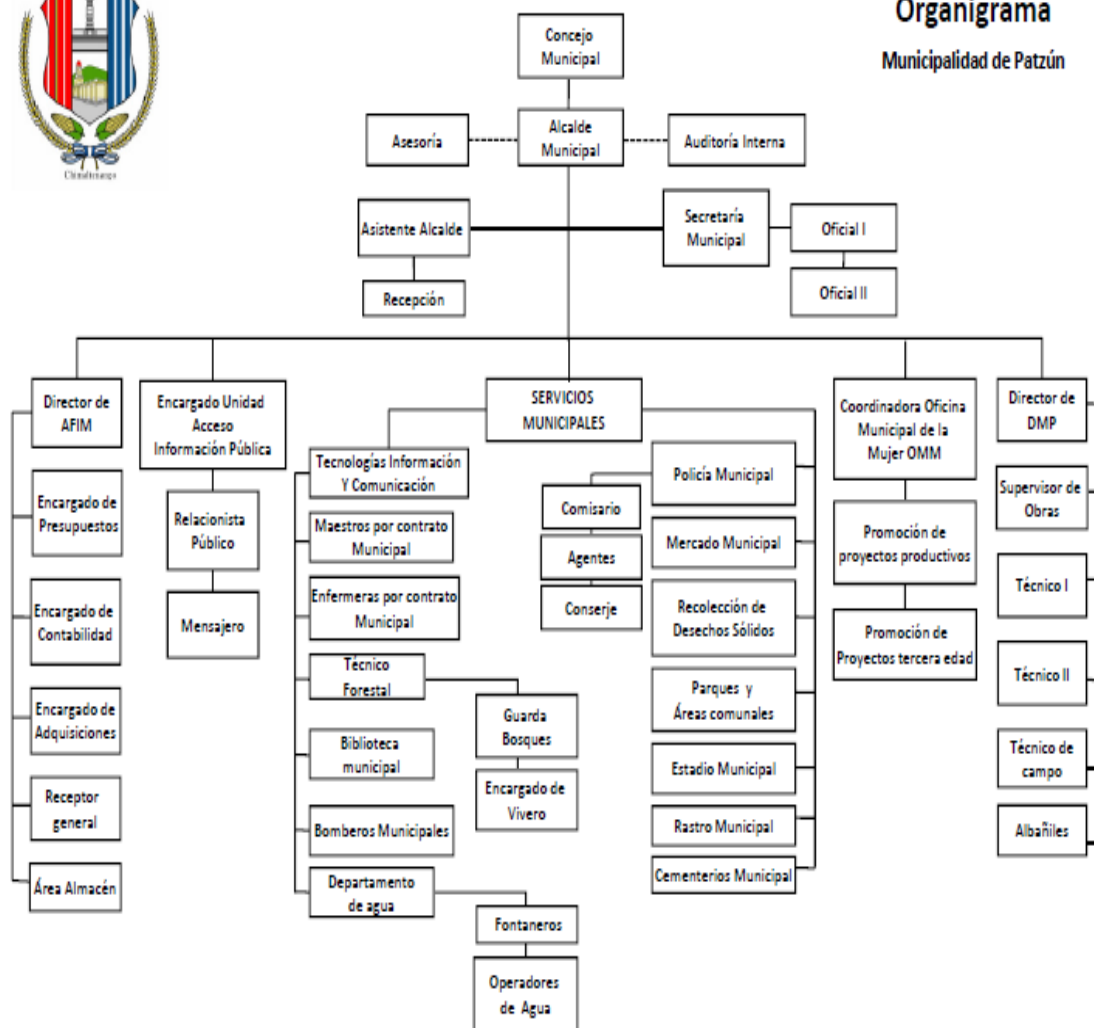 Organigrama
Municipalidad de Patzún
Chimaltenango
Concejo
Municipal
Asesoría
Alcalde
Municipal
Auditoría Interna
Asistente Alcalde
Secretaría
Municipal
Oficial I
Recepción
Oficial II
Director de
AFIM
Encargado de
Presupuestos
Encargado de
Contabilidad
Encargado de
Adquisiciones
Receptor
general
Área Almacén
Encargado Unidad
Acceso
Información Pública
Relacionista
Público
Mensajero
SERVICIOS
MUNICIPALES
Tecnologías Información
Y Comunicación
Maestros por contrato
Municipal
Enfermeras por contrato
Municipal
Técnico
Forestal
Guarda
Bosques
Encargado de
Vivero
Biblioteca
municipal
Bomberos Municipales
Departamento
de agua
Fontaneros
Operadores
de Agua
Policía Municipal
Comisario
Agentes
Conserje
Mercado Municipal
Recolección de
Desechos Sólidos
Parques y
Áreas comunales
Estadio Municipal
Rastro Municipal
Cementerios Municipal
Coordinadora Oficina
Municipal de la
Mujer OMM
Promoción de
proyectos productivos
Promoción de
Proyectos tercera edad
Director de
DMP
Supervisor de
Obras
Técnico I
Técnico II
Técnico de
campo
Albañiles